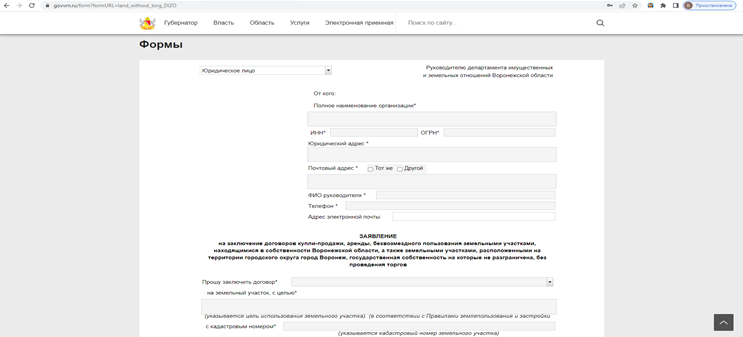 govvrn.ru/form?formURL=land_without_torg_DIZO
Приостановлена
Губернатор Власть Область Услуги Электронная приемная Поиск по сайту...
Формы
Юридическое лицо
Руководителю департамента имущественных
и земельных отношений Воронежской области
От кого:
Полное наименование организации*
ИНН* ОГРН*
Юридический адрес *
Почтовый адрес * Тот же Другой
ФИО руководителя *
Телефон *
Адрес электронной почты:
ЗАЯВЛЕНИЕ
на заключение договоров купли-продажи, аренды, безвозмездного пользования земельными участками,
находящимися в собственности Воронежской области, а также земельными участками, расположенными на
территории городского округа город Воронеж, государственная собственность на которые не разграничена, без
проведения торгов
Прошу заключить договор*
на земельный участок, с целью*
(указывается цель использования земельного участка) (в соответствии с Правилами землепользования и застройки
с кадастровым номером*
(указывается кадастровый номер земельного участка)